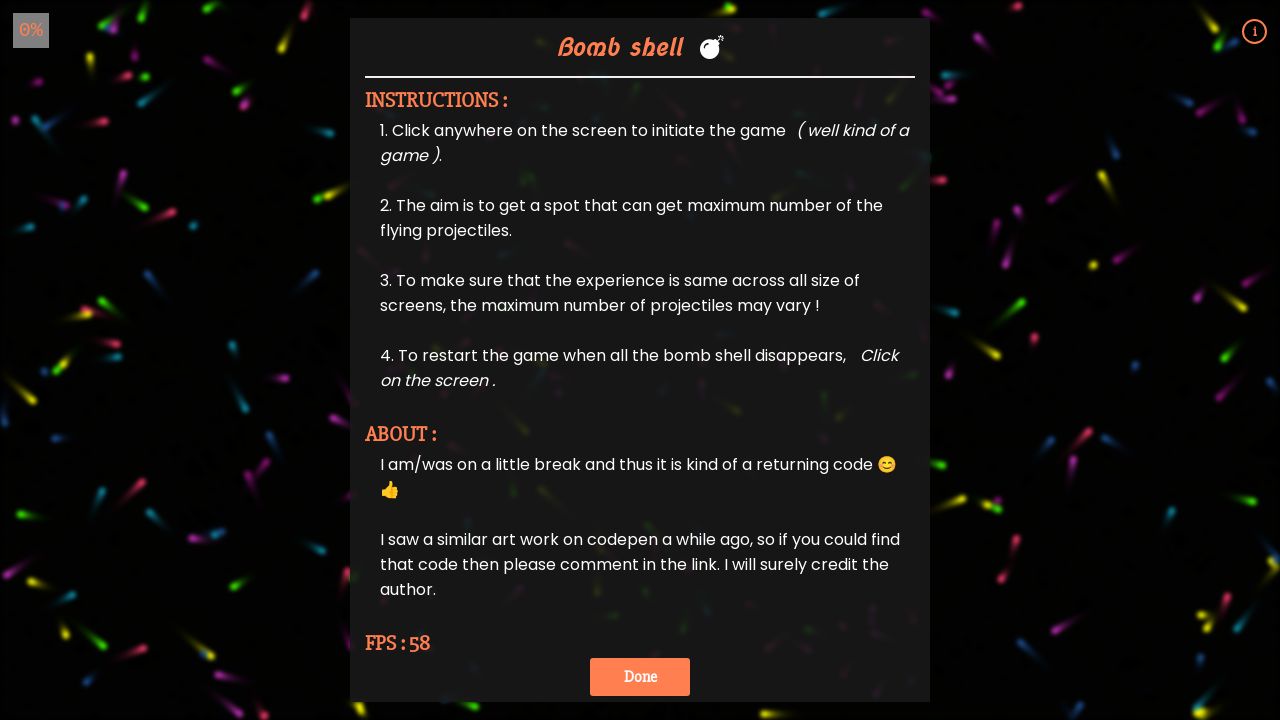 0%
i
Bomb shell 💣
INSTRUCTIONS :
1. Click anywhere on the screen to initiate the game ( well kind of a
game ).
2. The aim is to get a spot that can get maximum number of the
flying projectiles.
3. To make sure that the experience is same across all size of
screens, the maximum number of projectiles may vary !
4. To restart the game when all the bomb shell disappears, Click
on the screen .
ABOUT :
I am/was on a little break and thus it is kind of a returning code 😊
👍
I saw a similar art work on codepen a while ago, so if you could find
that code then please comment in the link. I will surely credit the
author.
FPS : 58
Done